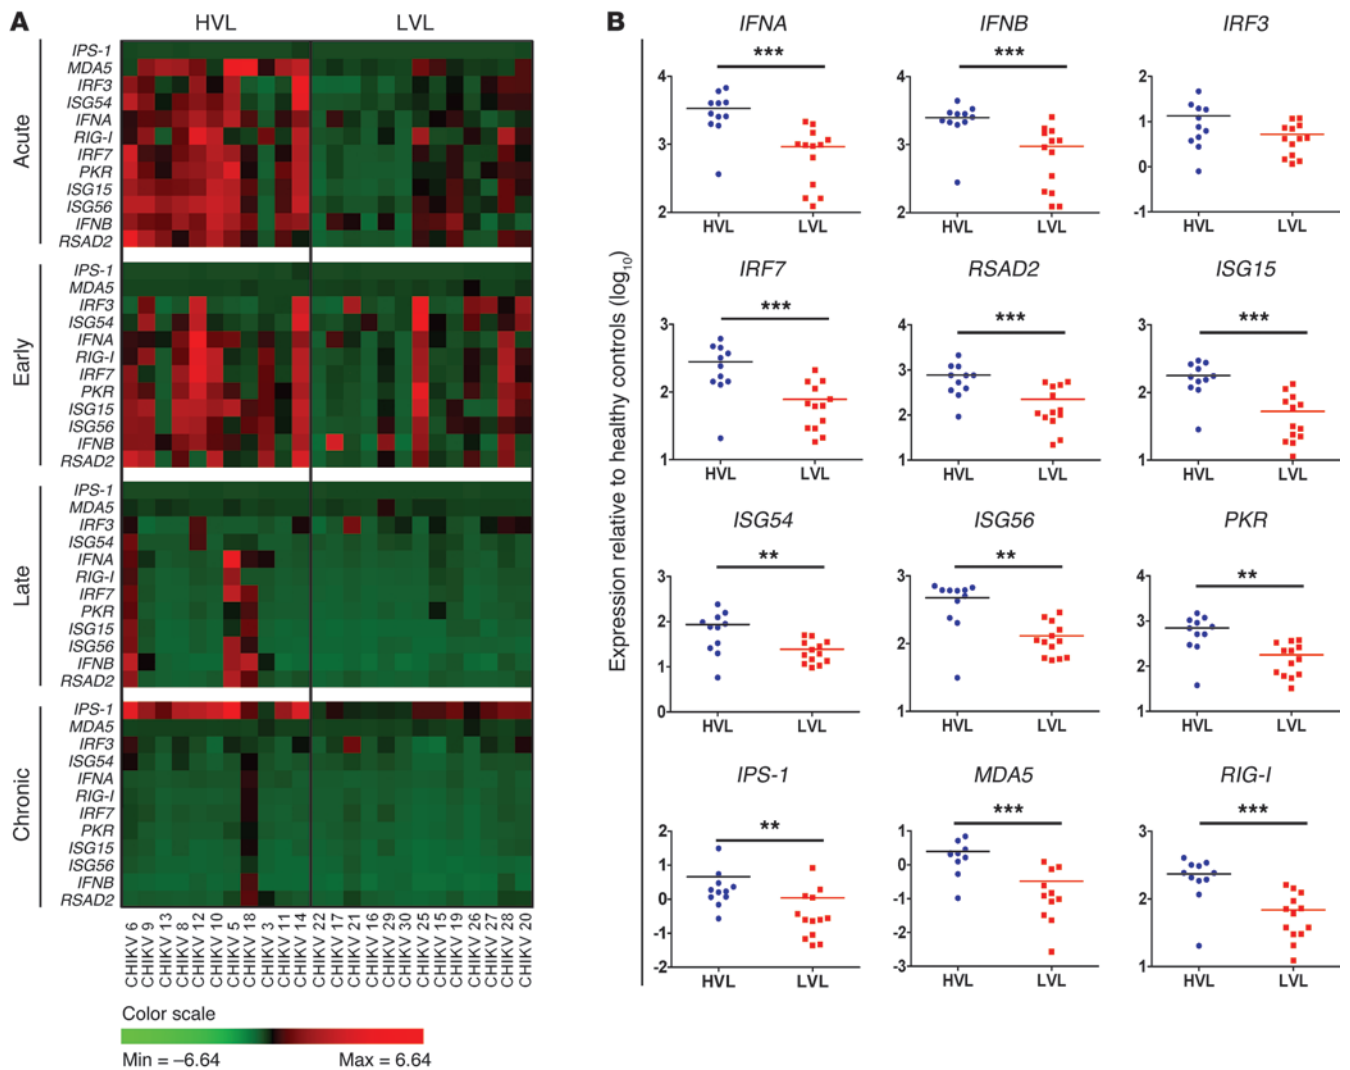 A
HVL
LVL
Acute
IPS-1
MDA5
IRF3
ISG54
IFNA
RIG-I
IRF7
PKR
ISG15
ISG56
IFNB
RSAD2
Early
IPS-1
MDA5
IRF3
ISG54
IFNA
RIG-I
IRF7
PKR
ISG15
ISG56
IFNB
RSAD2
Late
IPS-1
MDA5
IRF3
ISG54
IFNA
RIG-I
IRF7
PKR
ISG15
ISG56
IFNB
RSAD2
Chronic
IPS-1
MDA5
IRF3
ISG54
IFNA
RIG-I
IRF7
PKR
ISG15
ISG56
IFNB
RSAD2
CHIKV 6
CHIKV 9
CHIKV 13
CHIKV 8
CHIKV 12
CHIKV 10
CHIKV 5
CHIKV 18
CHIKV 3
CHIKV 11
CHIKV 14
CHIKV 22
CHIKV 17
CHIKV 21
CHIKV 16
CHIKV 29
CHIKV 30
CHIKV 25
CHIKV 15
CHIKV 19
CHIKV 26
CHIKV 27
CHIKV 28
CHIKV 20
Color scale
Min = –6.64
Max = 6.64
B
Expression relative to healthy controls (log10)
IFNA
***
4
3
2
HVL
LVL
IFNB
***
4
3
2
HVL
LVL
IRF3
2
1
0
-1
HVL
LVL
IRF7
***
3
2
1
HVL
LVL
RSAD2
***
4
3
2
1
HVL
LVL
ISG15
***
3
2
1
HVL
LVL
ISG54
**
3
2
1
0
HVL
LVL
ISG56
**
3
2
1
HVL
LVL
PKR
**
4
3
2
1
HVL
LVL
IPS-1
**
2
1
0
-1
-2
HVL
LVL
MDA5
***
1
0
-1
-2
-3
HVL
LVL
RIG-I
***
3
2
1
HVL
LVL